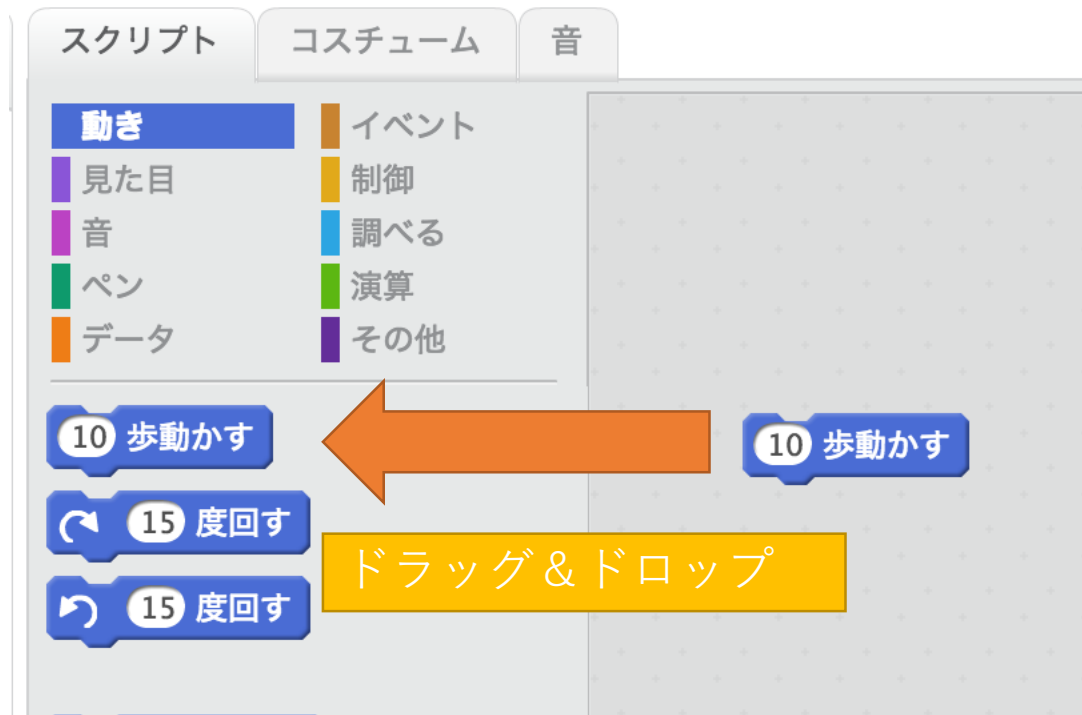 スクリプト コスチューム 音
動き イベント
見た目 制御
音 調べる
ペン 演算
データ その他
10 歩動かす
10 歩動かす
15 度回す
ドラッグ＆ドロップ
15 度回す